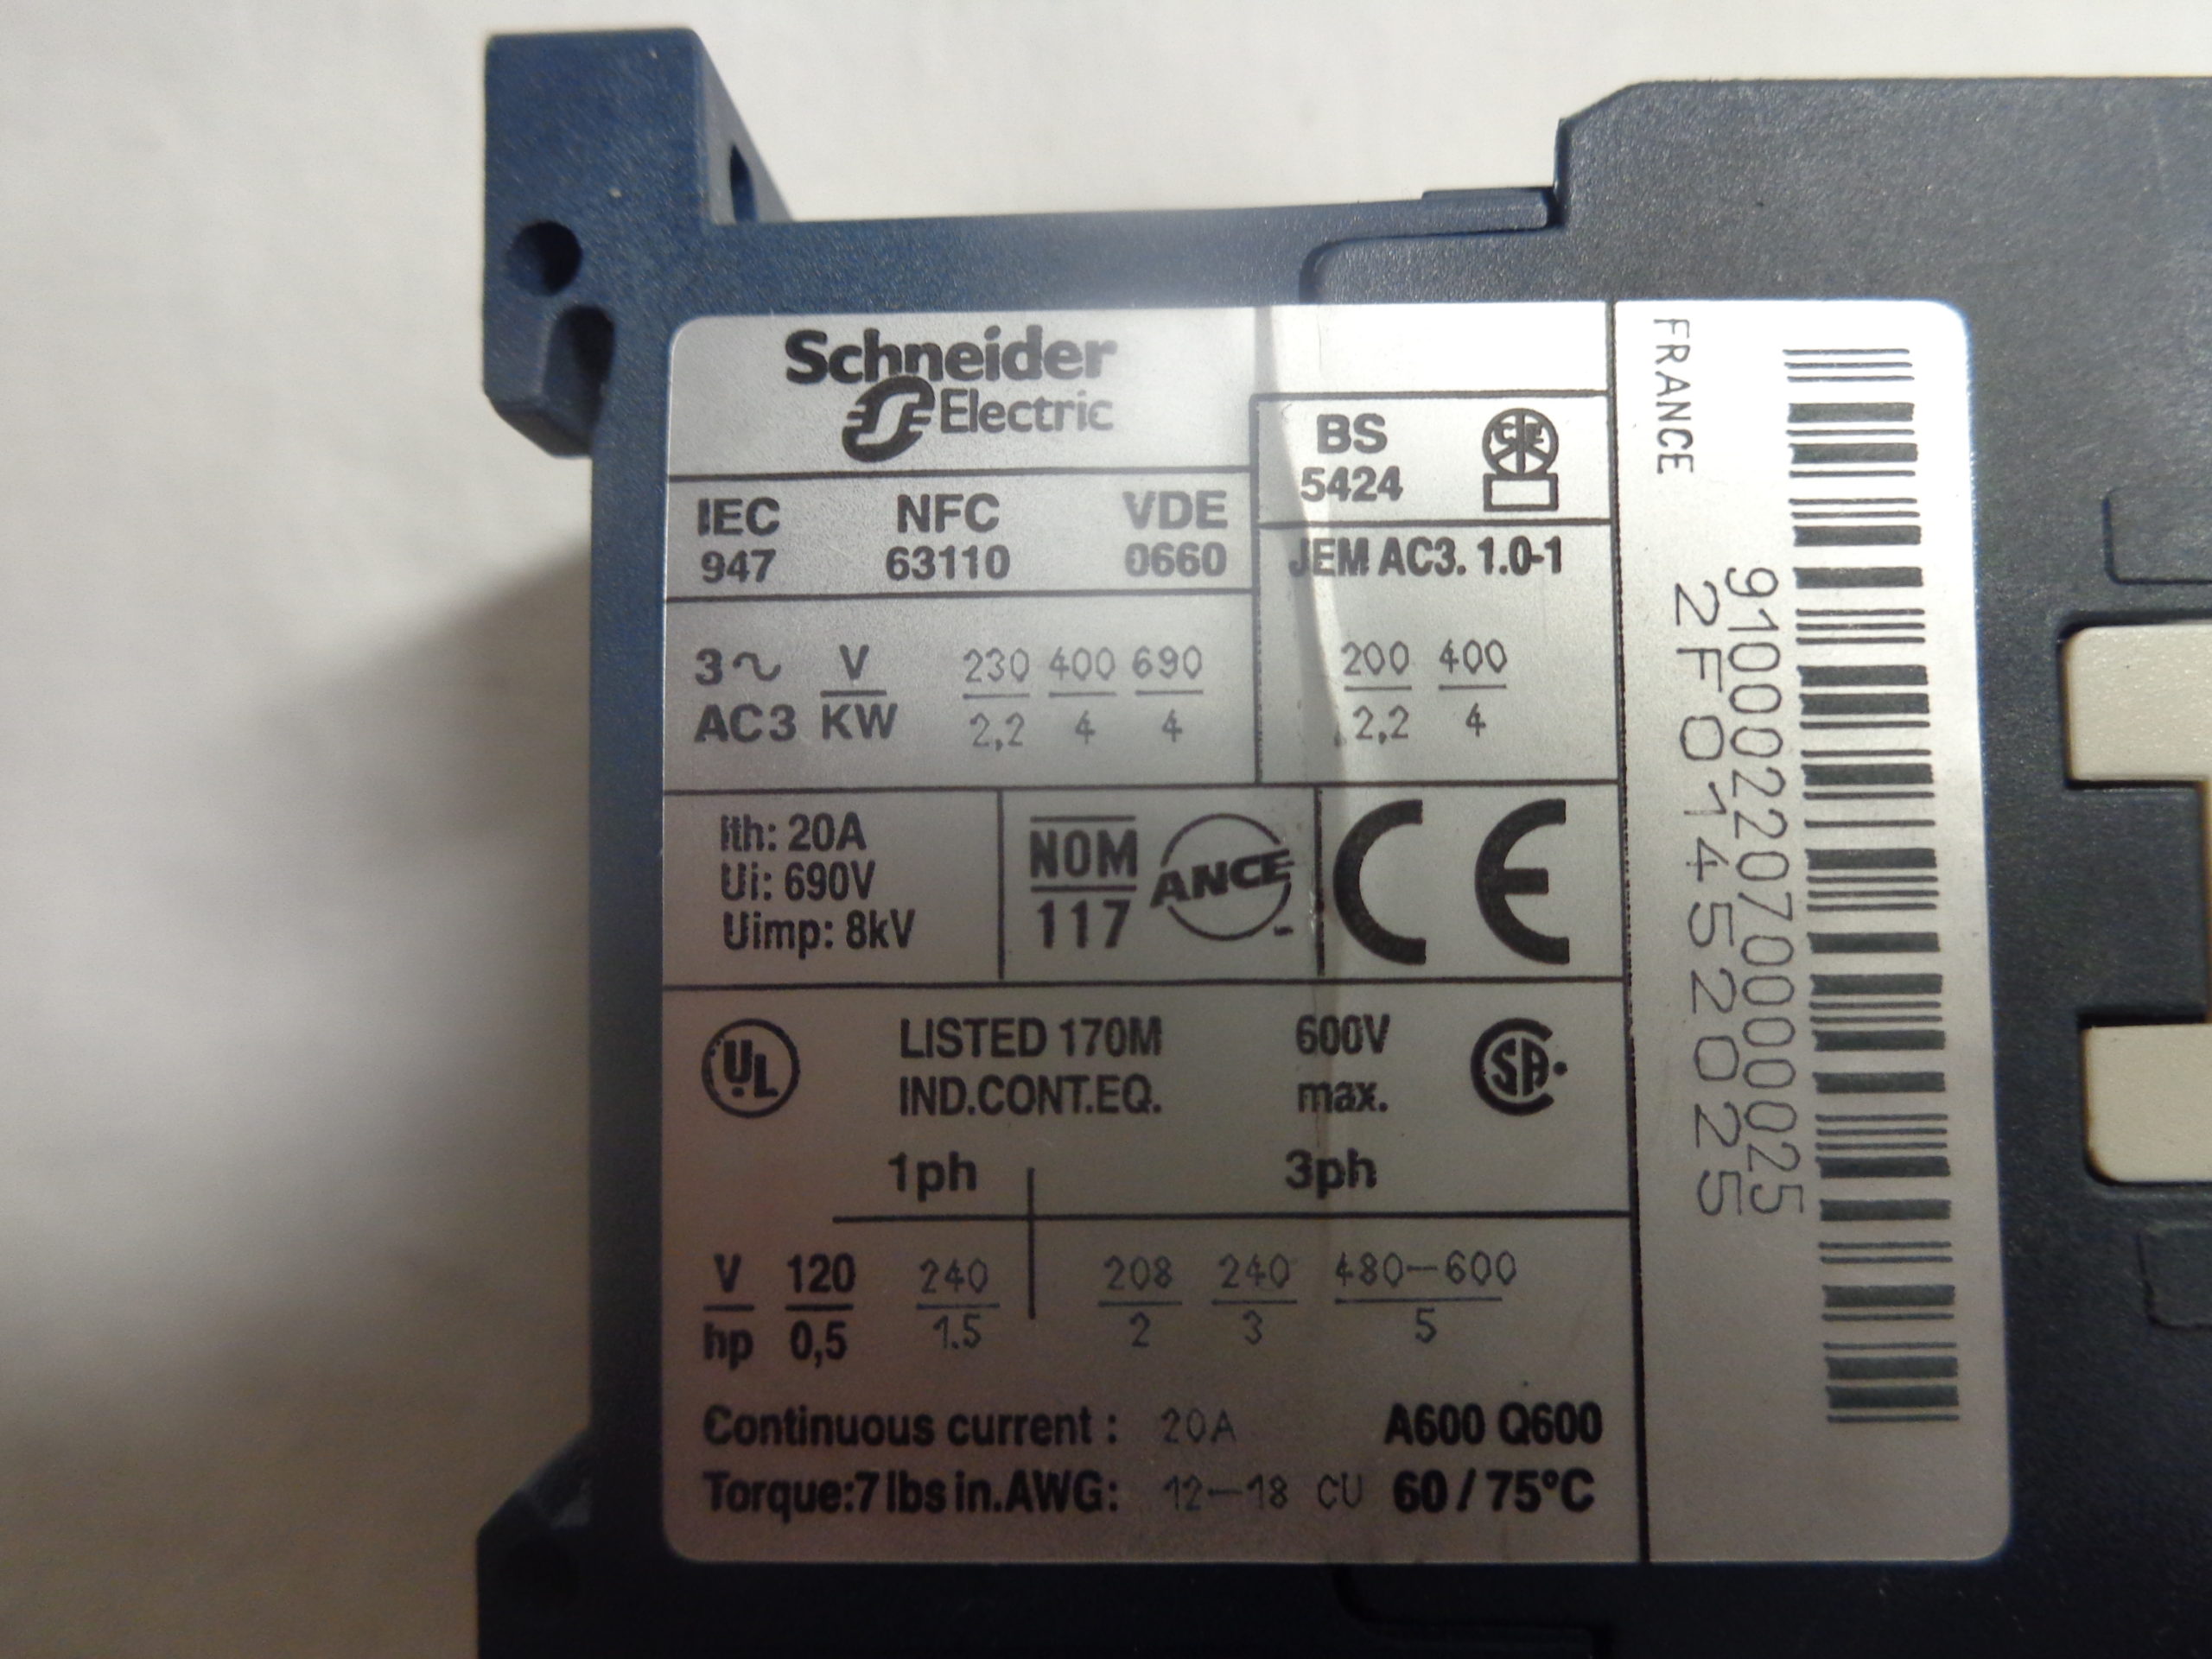 Schneider
Electric
IEC NFC VDE
947 63110 0660
BS
5424
JEM AC3. 1.0-1
3~ V 230 400 690
AC3 KW 2,2 4 4
200 400
2,2 4
Ith: 20A
Ui: 690V
Uimp: 8kV
NOM
117
ANCE
CE
UL
LISTED 170M 600V
IND.CONT.EQ. max.
SA
1ph 3ph
V 120 240 208 240 480-600
hp 0,5 1.5 2 3 5
Continuous current : 20A A600 Q600
Torque:7 lbs in.AWG: 12-18 CU 60 / 75°C
FRANCE
9100022070000025
2F01452025